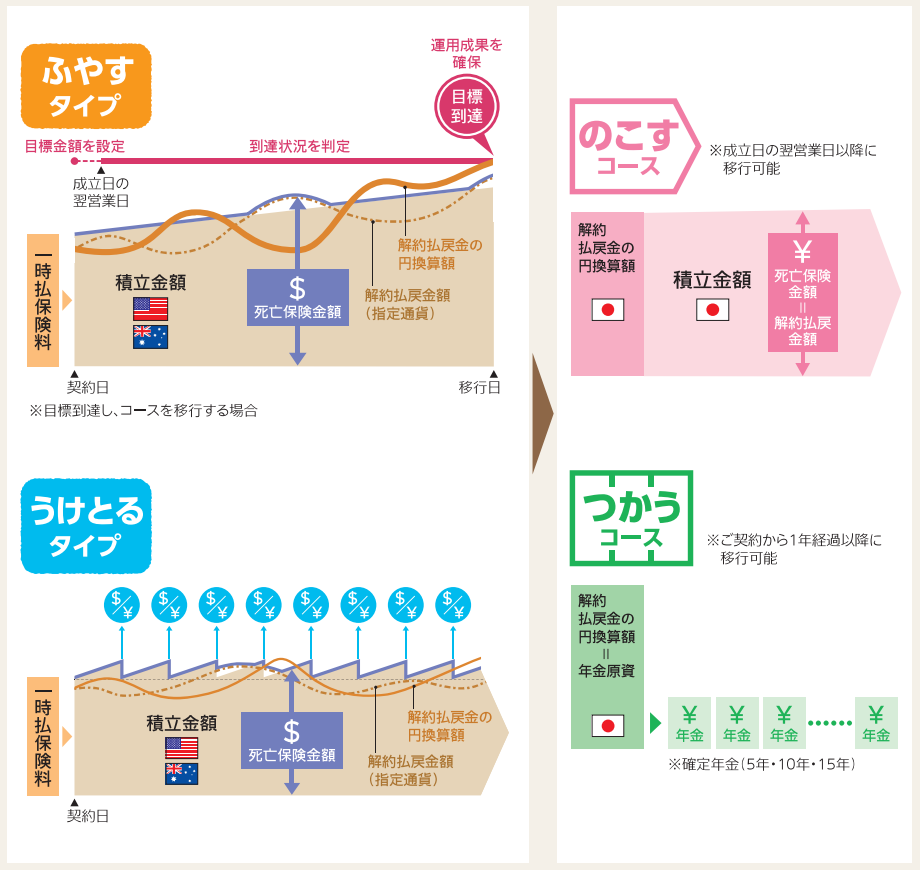 ふやす
タイプ
運用成果を
確保
目標
到達
目標金額を設定
到達状況を判定
成立日の
翌営業日
一時払保険料
積立金額
$
死亡保険金額
解約払戻金の
円換算額
解約払戻金額
（指定通貨）
契約日
移行日
※目標到達し、コースを移行する場合
うけとる
タイプ
$/¥
$/¥
$/¥
$/¥
$/¥
$/¥
$/¥
$/¥
一時払保険料
積立金額
$
死亡保険金額
解約払戻金の
円換算額
解約払戻金額
（指定通貨）
契約日
のこす
コース
※成立日の翌営業日以降に
移行可能
解約
払戻金の
円換算額
積立金額
¥
死亡保険
金額
=
解約払戻
金額
つかう
コース
※ご契約から1年経過以降に
移行可能
解約
払戻金の
円換算額
=
年金原資
¥
年金
¥
年金
¥
年金
¥
年金
※確定年金（5年・10年・15年）